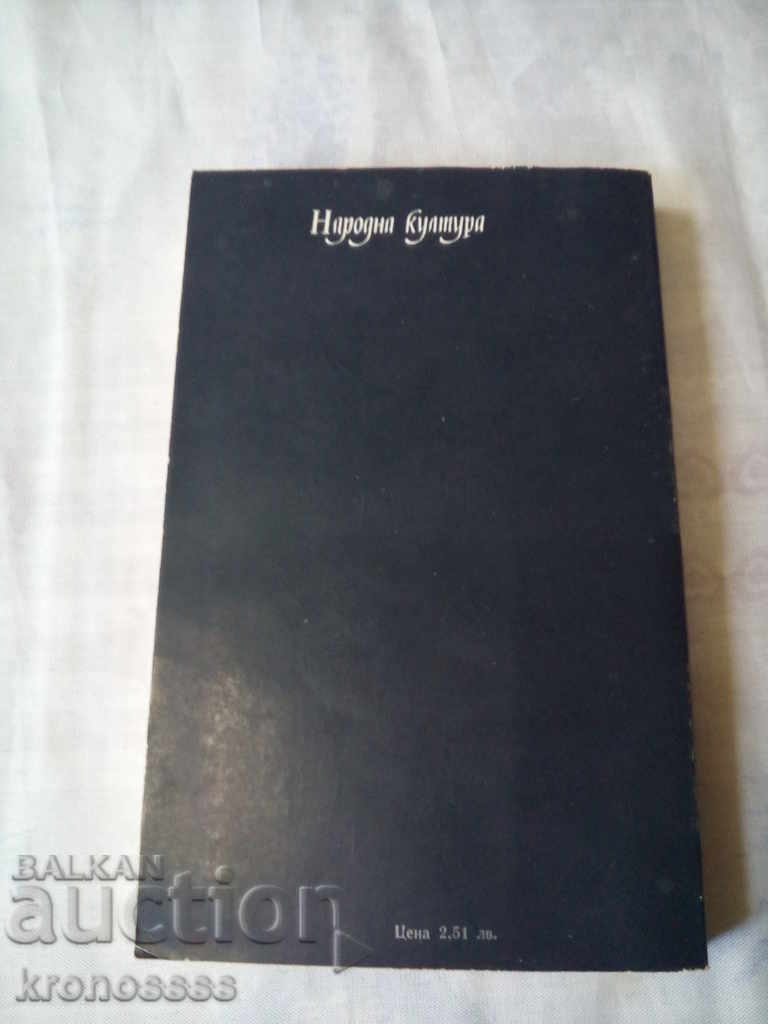 Народна култура
BALKAN
auction
Цена 2.51 лв.
kronossss